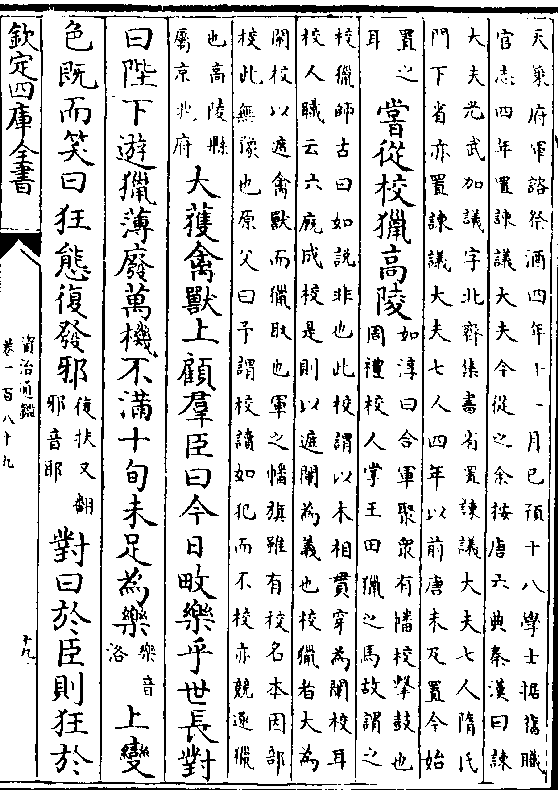 天策府軍諮祭酒四年十一月已預十八學士據舊職
官志四年置諫議大夫今從之余按唐六典秦漢曰諫
大夫光武加議字北齊集書省置諫議大夫七人隋氏
門下省亦置諫議大夫七人四年以前唐未及置今始
置之
耳
嘗從校獵高陵
如淳曰合軍聚衆有幡校擊鼓也
周禮校人掌王田獵之馬故謂之
校獵師古曰如說非也此校謂以木相貫穿為闌校耳
校人職云六廐成校是則以遮闌為義也校獵者大為
闌校以遮禽獸而獵取也軍之幡旗雖有校名本因部
校此無豫也原父曰予謂校讀如犯而不校亦競逐獵
也高陵縣
屬京兆府
大獲禽獸上顧羣臣曰今日畋樂乎世長對
曰陛下遊獵薄廢萬機不滿十旬未足為樂
樂音
洛
上變
色既而笑曰狂態復發邪
復扶又翻
邪音耶
對曰於臣則狂於
欽定四庫全書
資治通鑑
卷一百八十九
十九